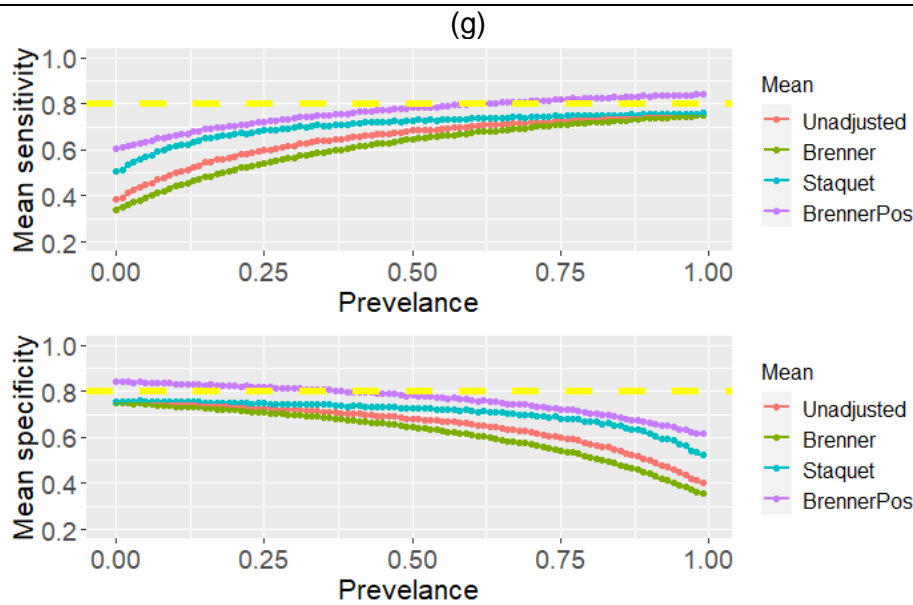 (g)
Mean sensitivity
1.0
0.8
0.6
0.4
0.2
0.00 0.25 0.50 0.75 1.00
Prevelance
Mean
Unadjusted
Brenner
Staquet
BrennerPos
Mean specificity
1.0
0.8
0.6
0.4
0.2
0.00 0.25 0.50 0.75 1.00
Prevelance
Mean
Unadjusted
Brenner
Staquet
BrennerPos